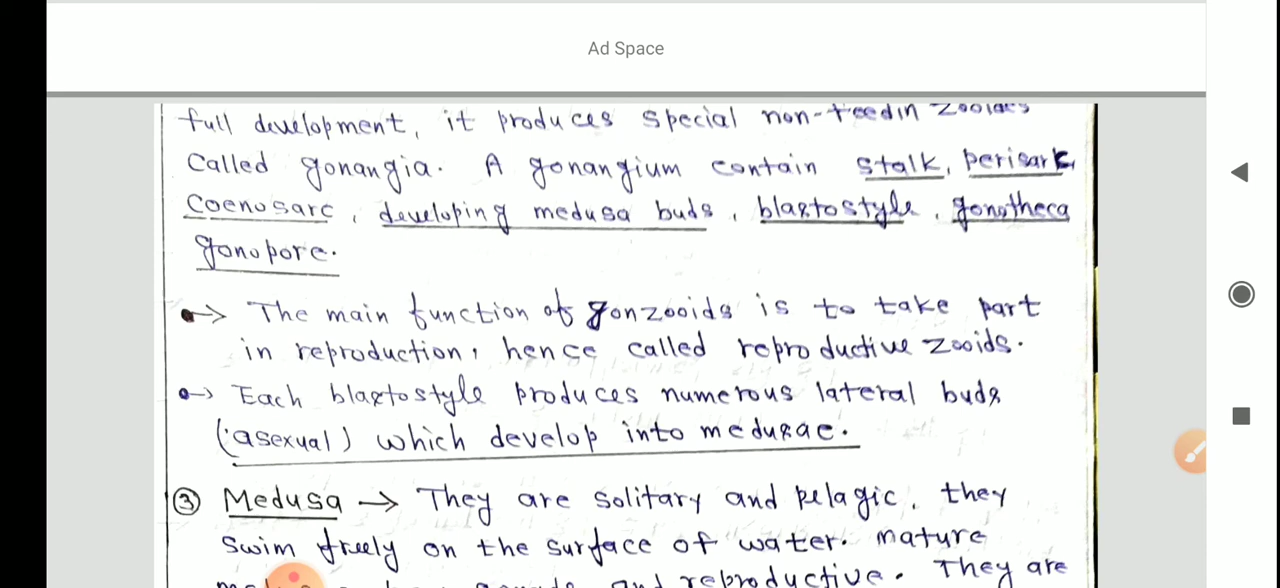 Ad Space
full development, it produces special non-feedin zooids
called gonangia. A gonangium contain stalk, perisark,
coenosarc, developing medusa buds, blastostyle, gonotheca
gonopore.
The main function of gonzooids is to take part
in reproduction, hence called reproductive zooids.
Each blastostyle produces numerous lateral buds
(asexual) which develop into medusae.
③ Medusa → They are solitary and pelagic, they
swim freely on the surface of water. mature
and reproductive. They are